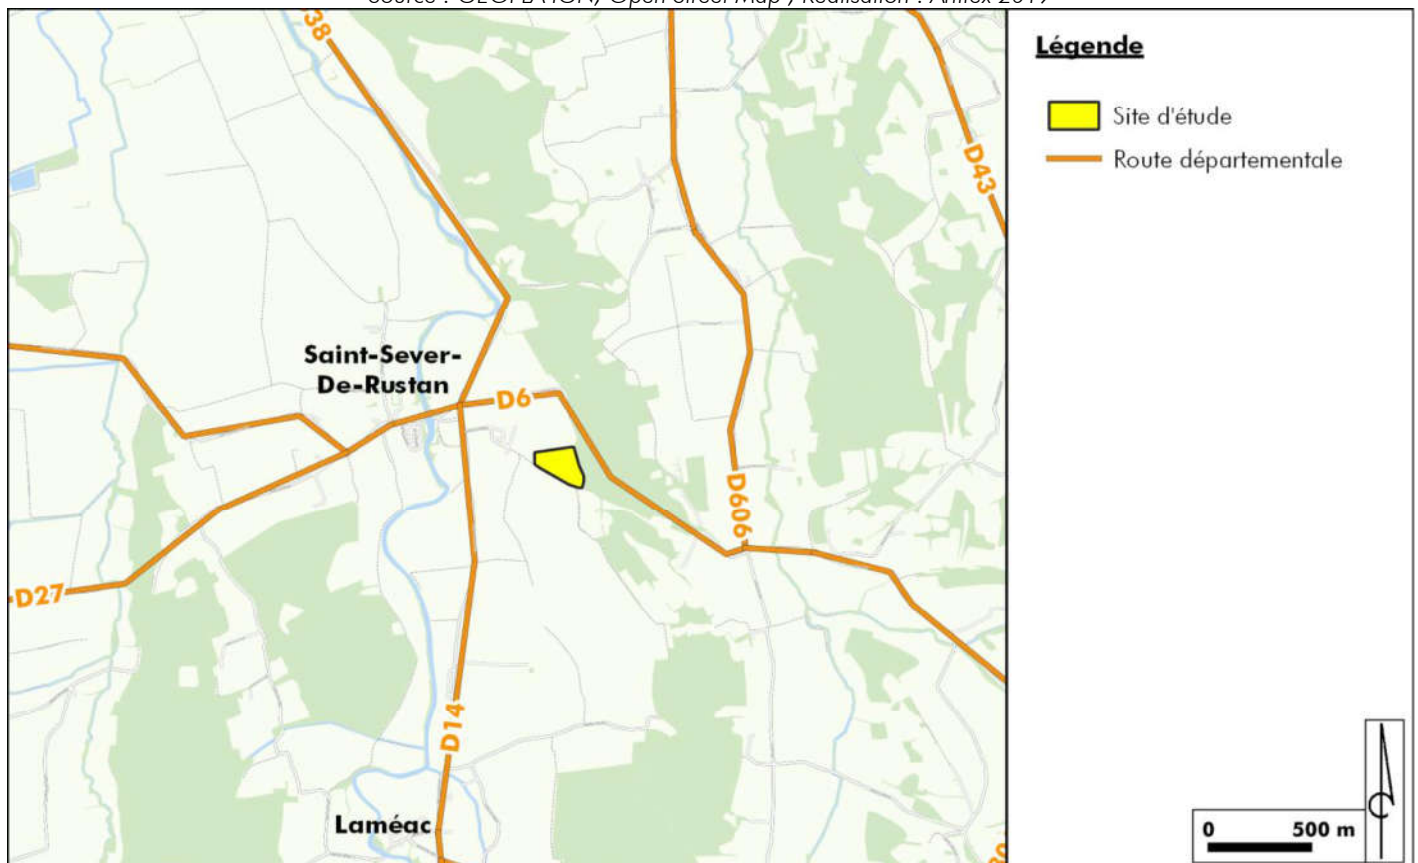 Légende
Site d'étude
Route départementale
D43
Saint-Sever-
De-Rustan
D6
D606
D27
D14
Laméac
0 500 m